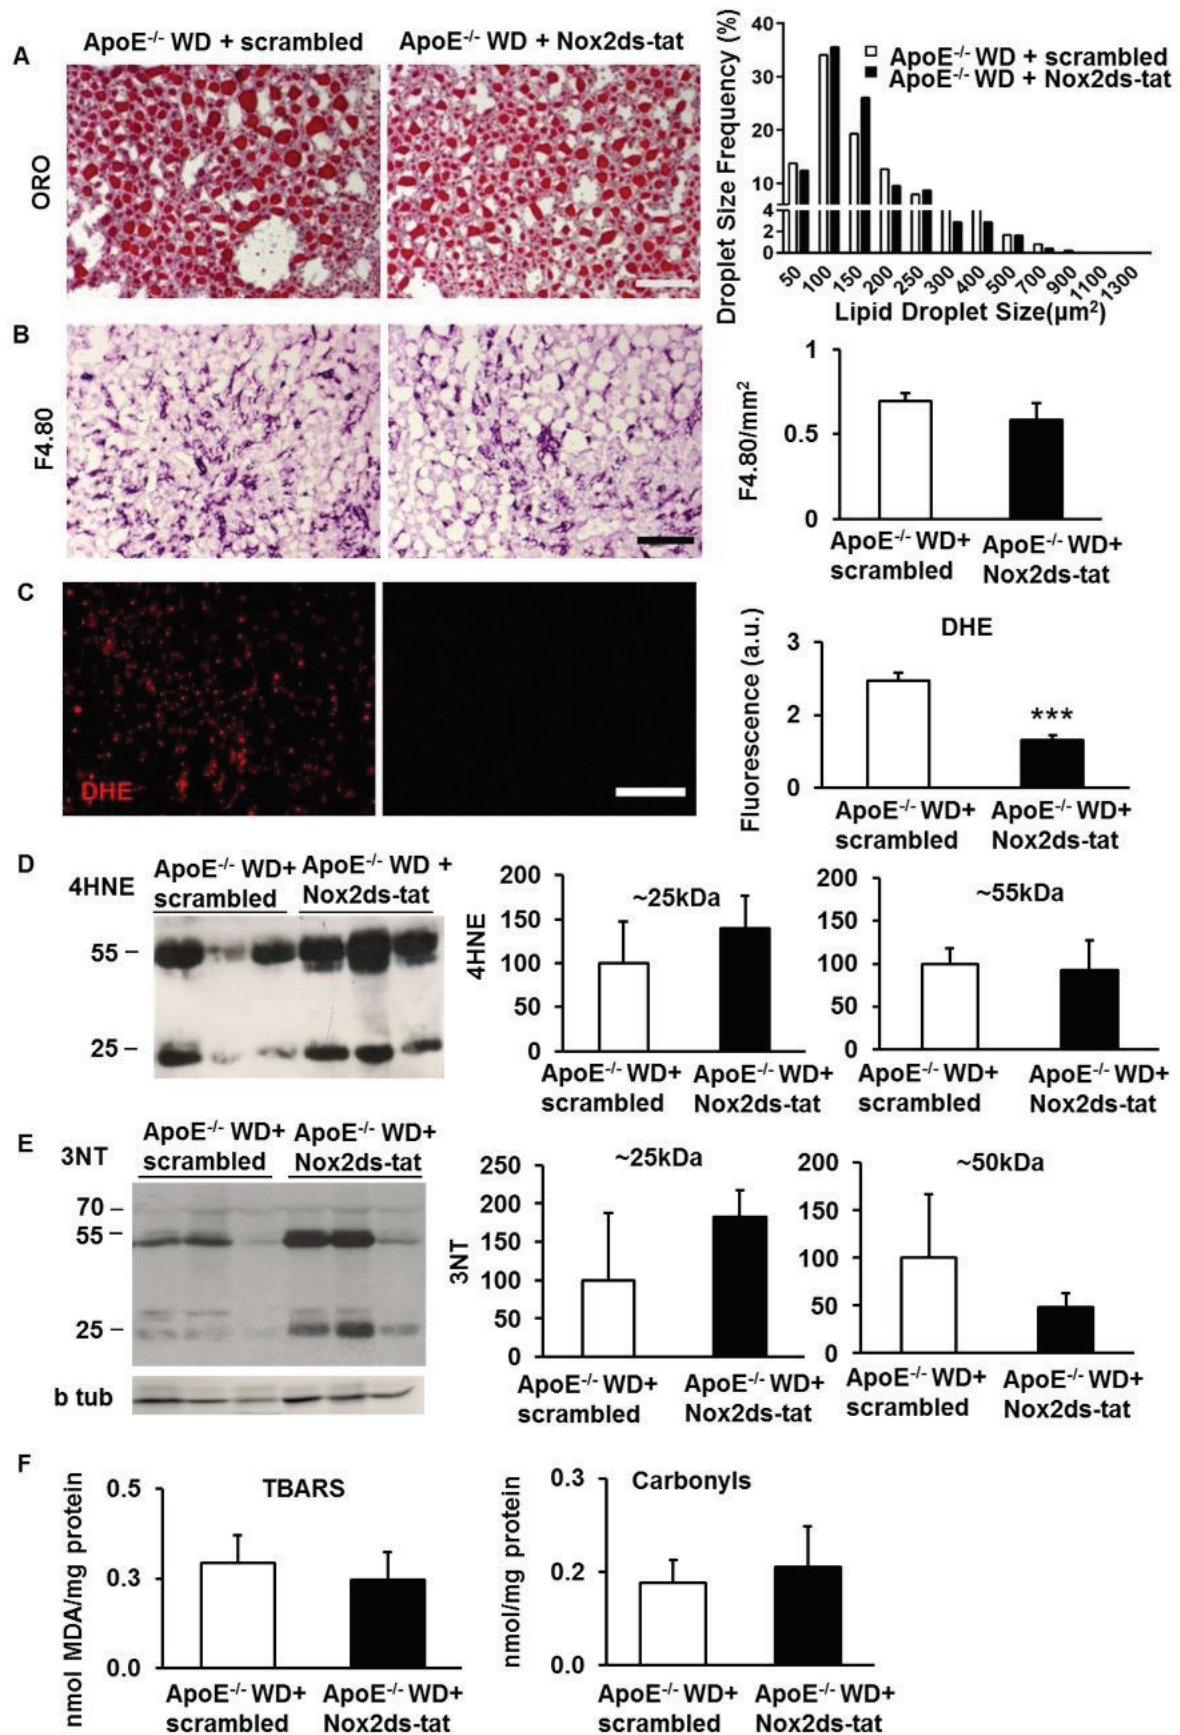 A
ApoE-/- WD + scrambled
ApoE-/- WD + Nox2ds-tat
ORO
Droplet Size Frequency (%)
40
30
20
10
4
2
0
ApoE-/- WD + scrambled
ApoE-/- WD + Nox2ds-tat
50 100 150 200 250 300 400 500 700 900 1100 1300
Lipid Droplet Size(µm²)
B
F4.80
F4.80/mm²
1
0.5
0
ApoE-/- WD+
scrambled
ApoE-/- WD+
Nox2ds-tat
C
DHE
DHE
Fluorescence (a.u.)
3
2
0
***
ApoE-/- WD+
scrambled
ApoE-/- WD+
Nox2ds-tat
D
4HNE
ApoE-/- WD+
scrambled
ApoE-/- WD +
Nox2ds-tat
55 –
25 –
4HNE
~25kDa
200
150
100
50
0
ApoE-/- WD+
scrambled
ApoE-/- WD+
Nox2ds-tat
~55kDa
200
150
100
50
0
ApoE-/- WD+
scrambled
ApoE-/- WD+
Nox2ds-tat
E
3NT
ApoE-/- WD+
scrambled
ApoE-/- WD+
Nox2ds-tat
70 –
55 –
25 –
b tub
3NT
~25kDa
250
200
150
100
50
0
ApoE-/- WD+
scrambled
ApoE-/- WD+
Nox2ds-tat
~50kDa
200
150
100
50
0
ApoE-/- WD+
scrambled
ApoE-/- WD+
Nox2ds-tat
F
nmol MDA/mg protein
TBARS
0.5
0.3
0.0
ApoE-/- WD+
scrambled
ApoE-/- WD+
Nox2ds-tat
nmol/mg protein
Carbonyls
0.3
0.2
0.0
ApoE-/- WD+
scrambled
ApoE-/- WD+
Nox2ds-tat